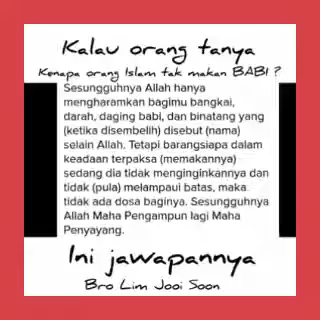 Kalau orang tanya
Kenapa orang Islam tak makan BABI ?
Sesungguhnya Allah hanya
mengharamkan bagimu bangkai,
darah, daging babi, dan binatang yang
(ketika disembelih) disebut (nama)
selain Allah. Tetapi barangsiapa dalam
keadaan terpaksa (memakannya)
sedang dia tidak menginginkannya dan
tidak (pula) melampaui batas, maka
tidak ada dosa baginya. Sesungguhnya
Allah Maha Pengampun lagi Maha
Penyayang.
Ini jawapannya
Bro Lim Jooi Soon